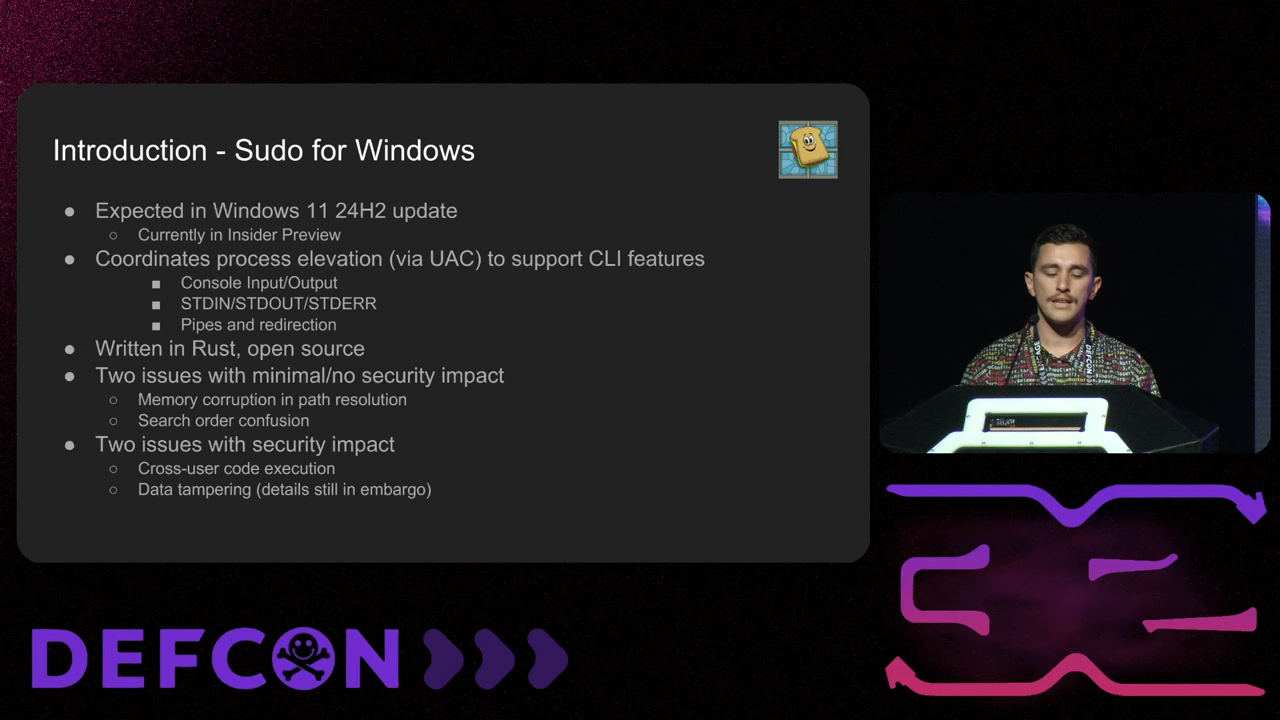 Introduction - Sudo for Windows
● Expected in Windows 11 24H2 update
○ Currently in Insider Preview
● Coordinates process elevation (via UAC) to support CLI features
■ Console Input/Output
■ STDIN/STDOUT/STDERR
■ Pipes and redirection
● Written in Rust, open source
● Two issues with minimal/no security impact
○ Memory corruption in path resolution
○ Search order confusion
● Two issues with security impact
○ Cross-user code execution
○ Data tampering (details still in embargo)
DEFCON
DEFCON